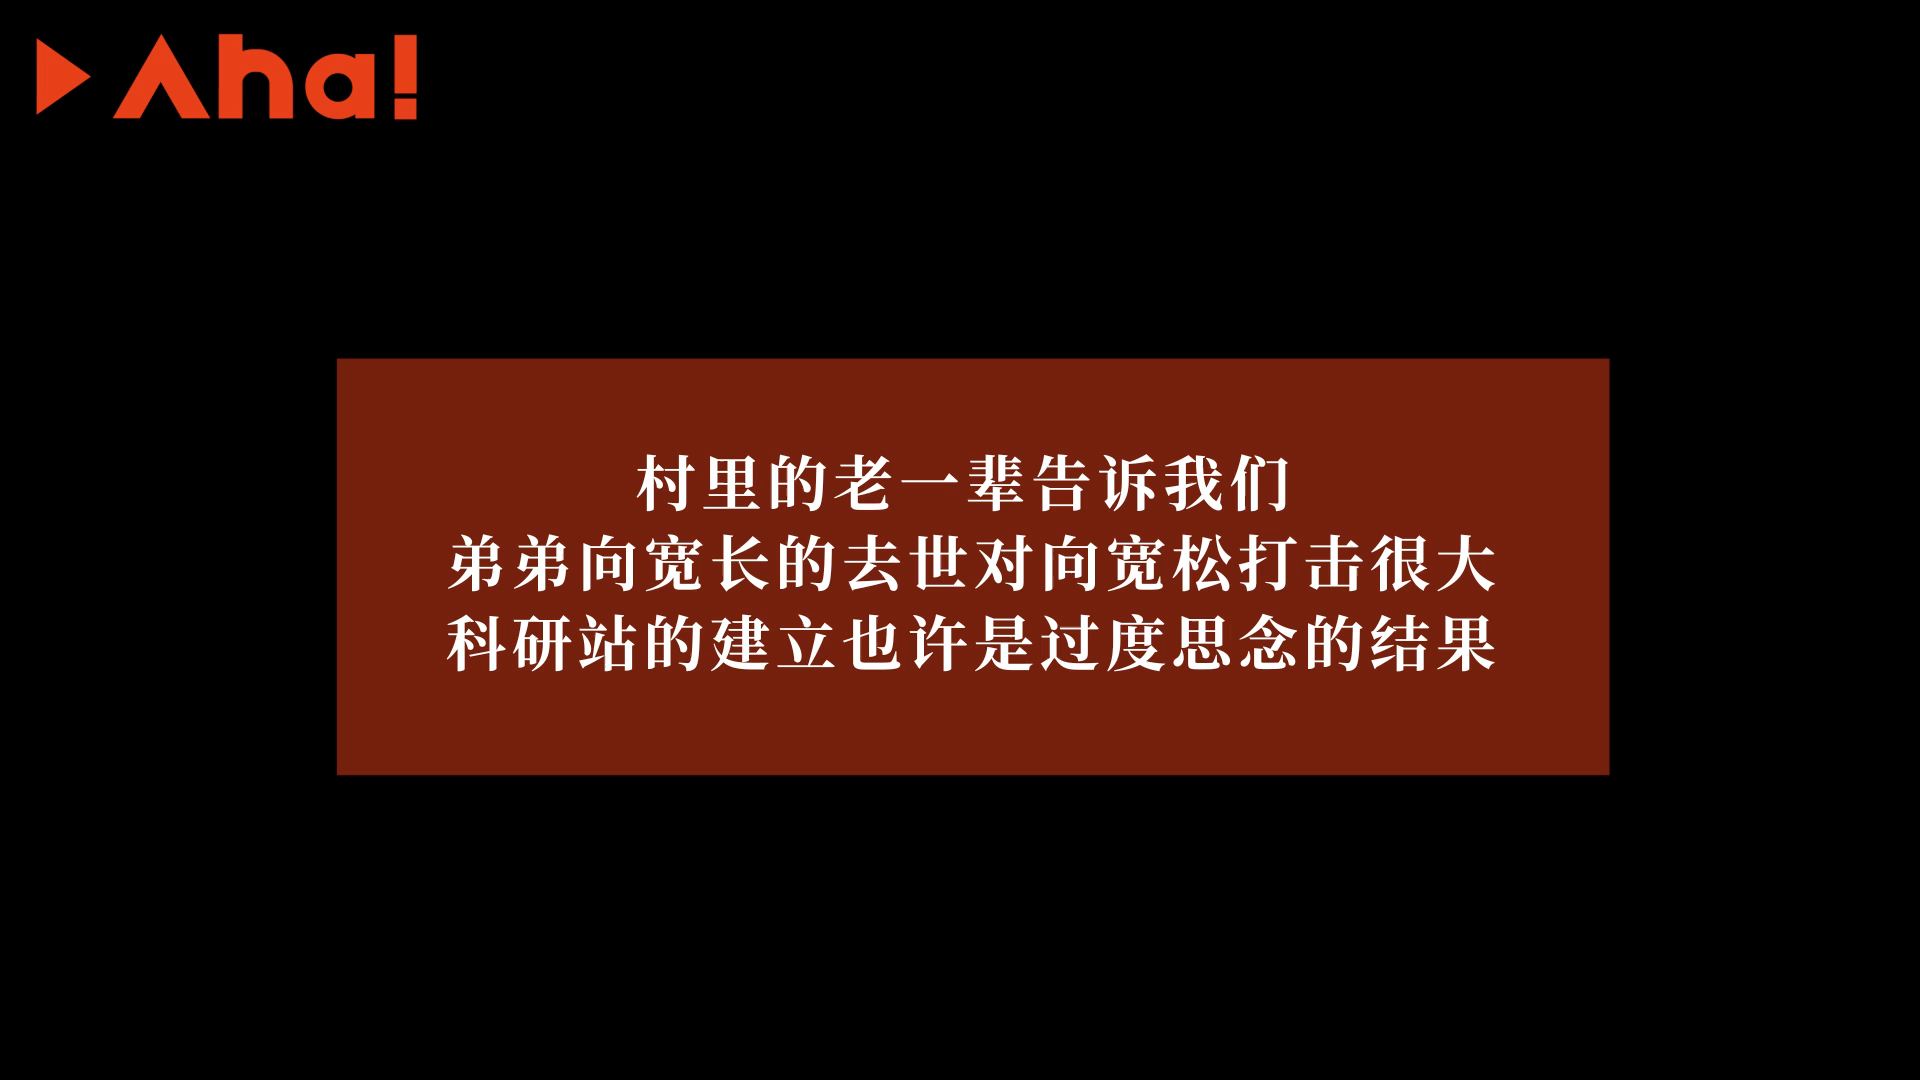 Aha!
村里的老一辈告诉我们
弟弟向宽长的去世对向宽松打击很大
科研站的建立也许是过度思念的结果